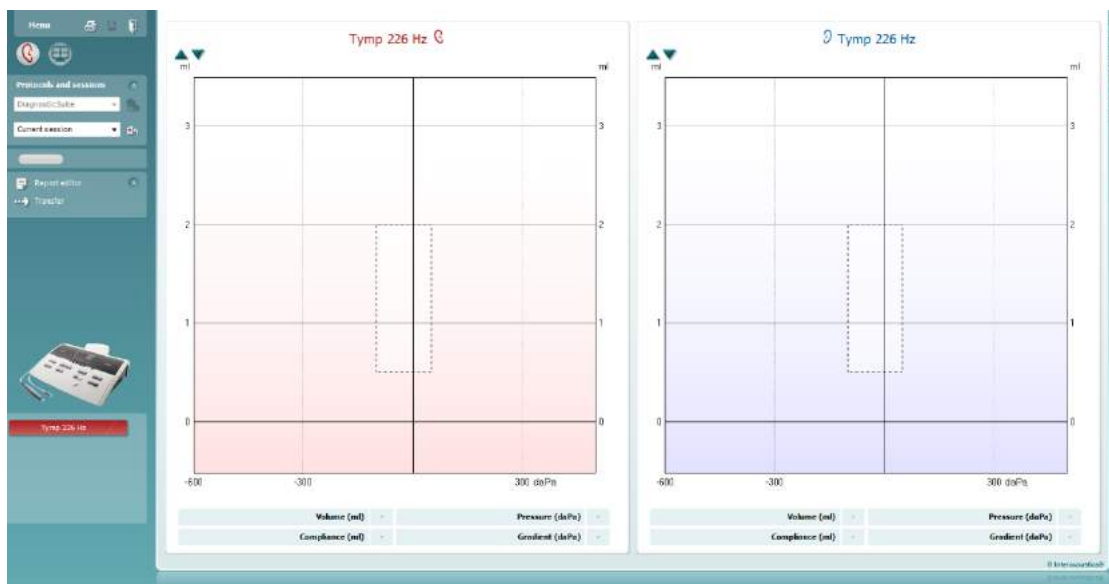 Menu
Tymp 226 Hz
Tymp 226 Hz
Protocols and sessions
DiagnosticSuite
Current session
Report editor
Transfer
Tymp 226 Hz
ml
ml
ml
ml
3
3
3
3
2
2
2
2
1
1
1
1
0
0
0
0
-600
-300
300 daPa
-600
-300
300 daPa
Volume (ml) -
Pressure (daPa) -
Volume (ml) -
Pressure (daPa) -
Compliance (ml) -
Gradient (daPa) -
Compliance (ml) -
Gradient (daPa) -
® Interacoustics®